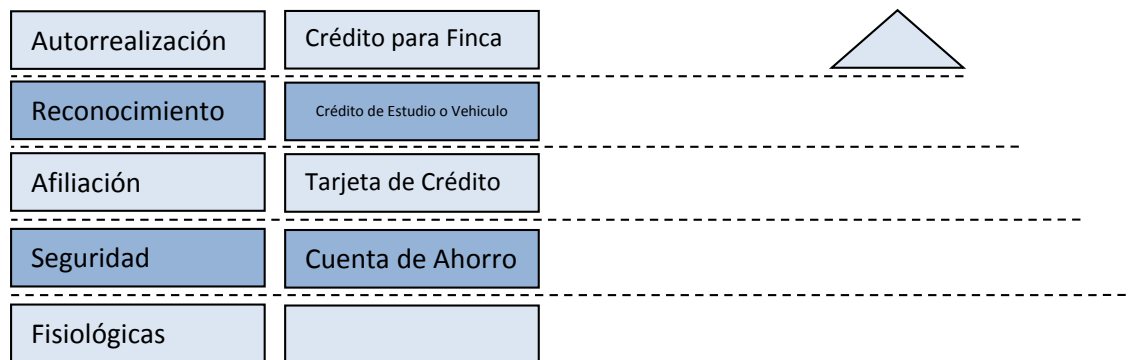 Autorrealización
Crédito para Finca
Reconocimiento
Crédito de Estudio o Vehiculo
Afiliación
Tarjeta de Crédito
Seguridad
Cuenta de Ahorro
Fisiológicas